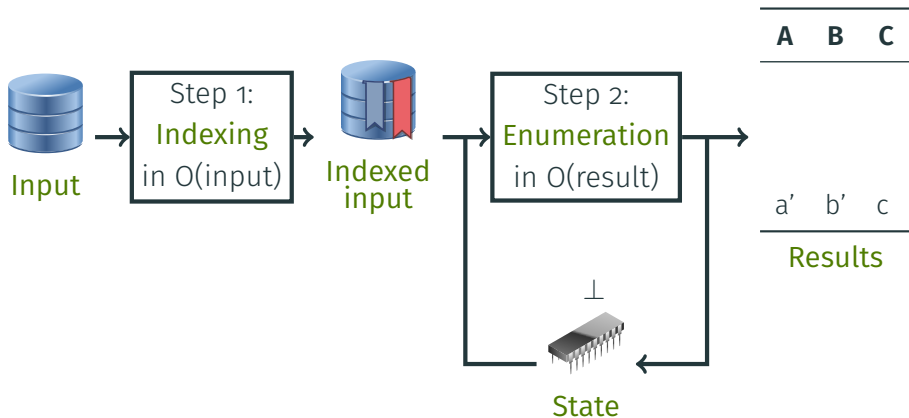 A B C
Step 1:
Indexing
in O(input)
Step 2:
Enumeration
in O(result)
Input
Indexed
input
a' b' c
Results
⊥
State